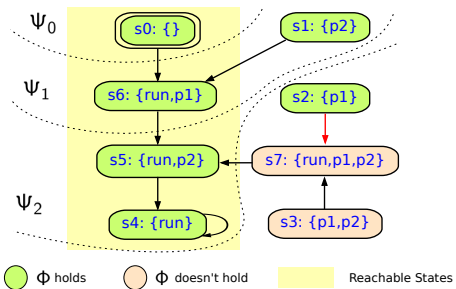 Ψ0
s0: {}
s1: {p2}
Ψ1
s6: {run,p1}
s2: {p1}
s5: {run,p2}
s7: {run,p1,p2}
Ψ2
s4: {run}
s3: {p1,p2}
Φ holds
Φ doesn't hold
Reachable States